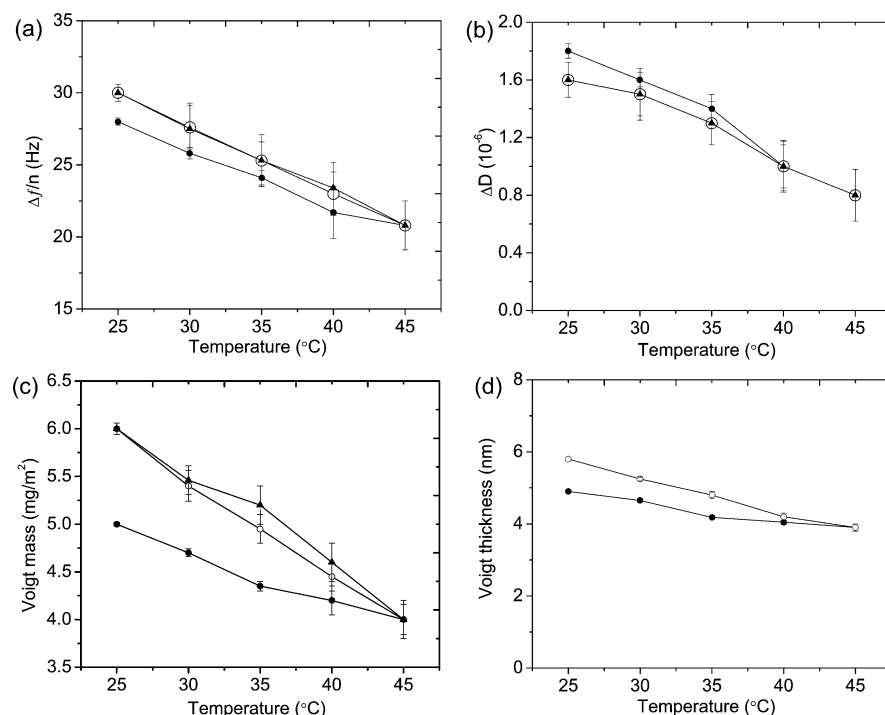 (a)
Δf/n (Hz)
35
30
25
20
15
25 30 35 40 45
Temperature (°C)
(b)
ΔD (10⁻⁶)
2.0
1.6
1.2
0.8
0.4
0.0
25 30 35 40 45
Temperature (°C)
(c)
Voigt mass (mg/m²)
6.5
6.0
5.5
5.0
4.5
4.0
3.5
25 30 35 40 45
Temperature (°C)
(d)
Voigt thickness (nm)
8
6
4
2
0
25 30 35 40 45
Temperature (°C)